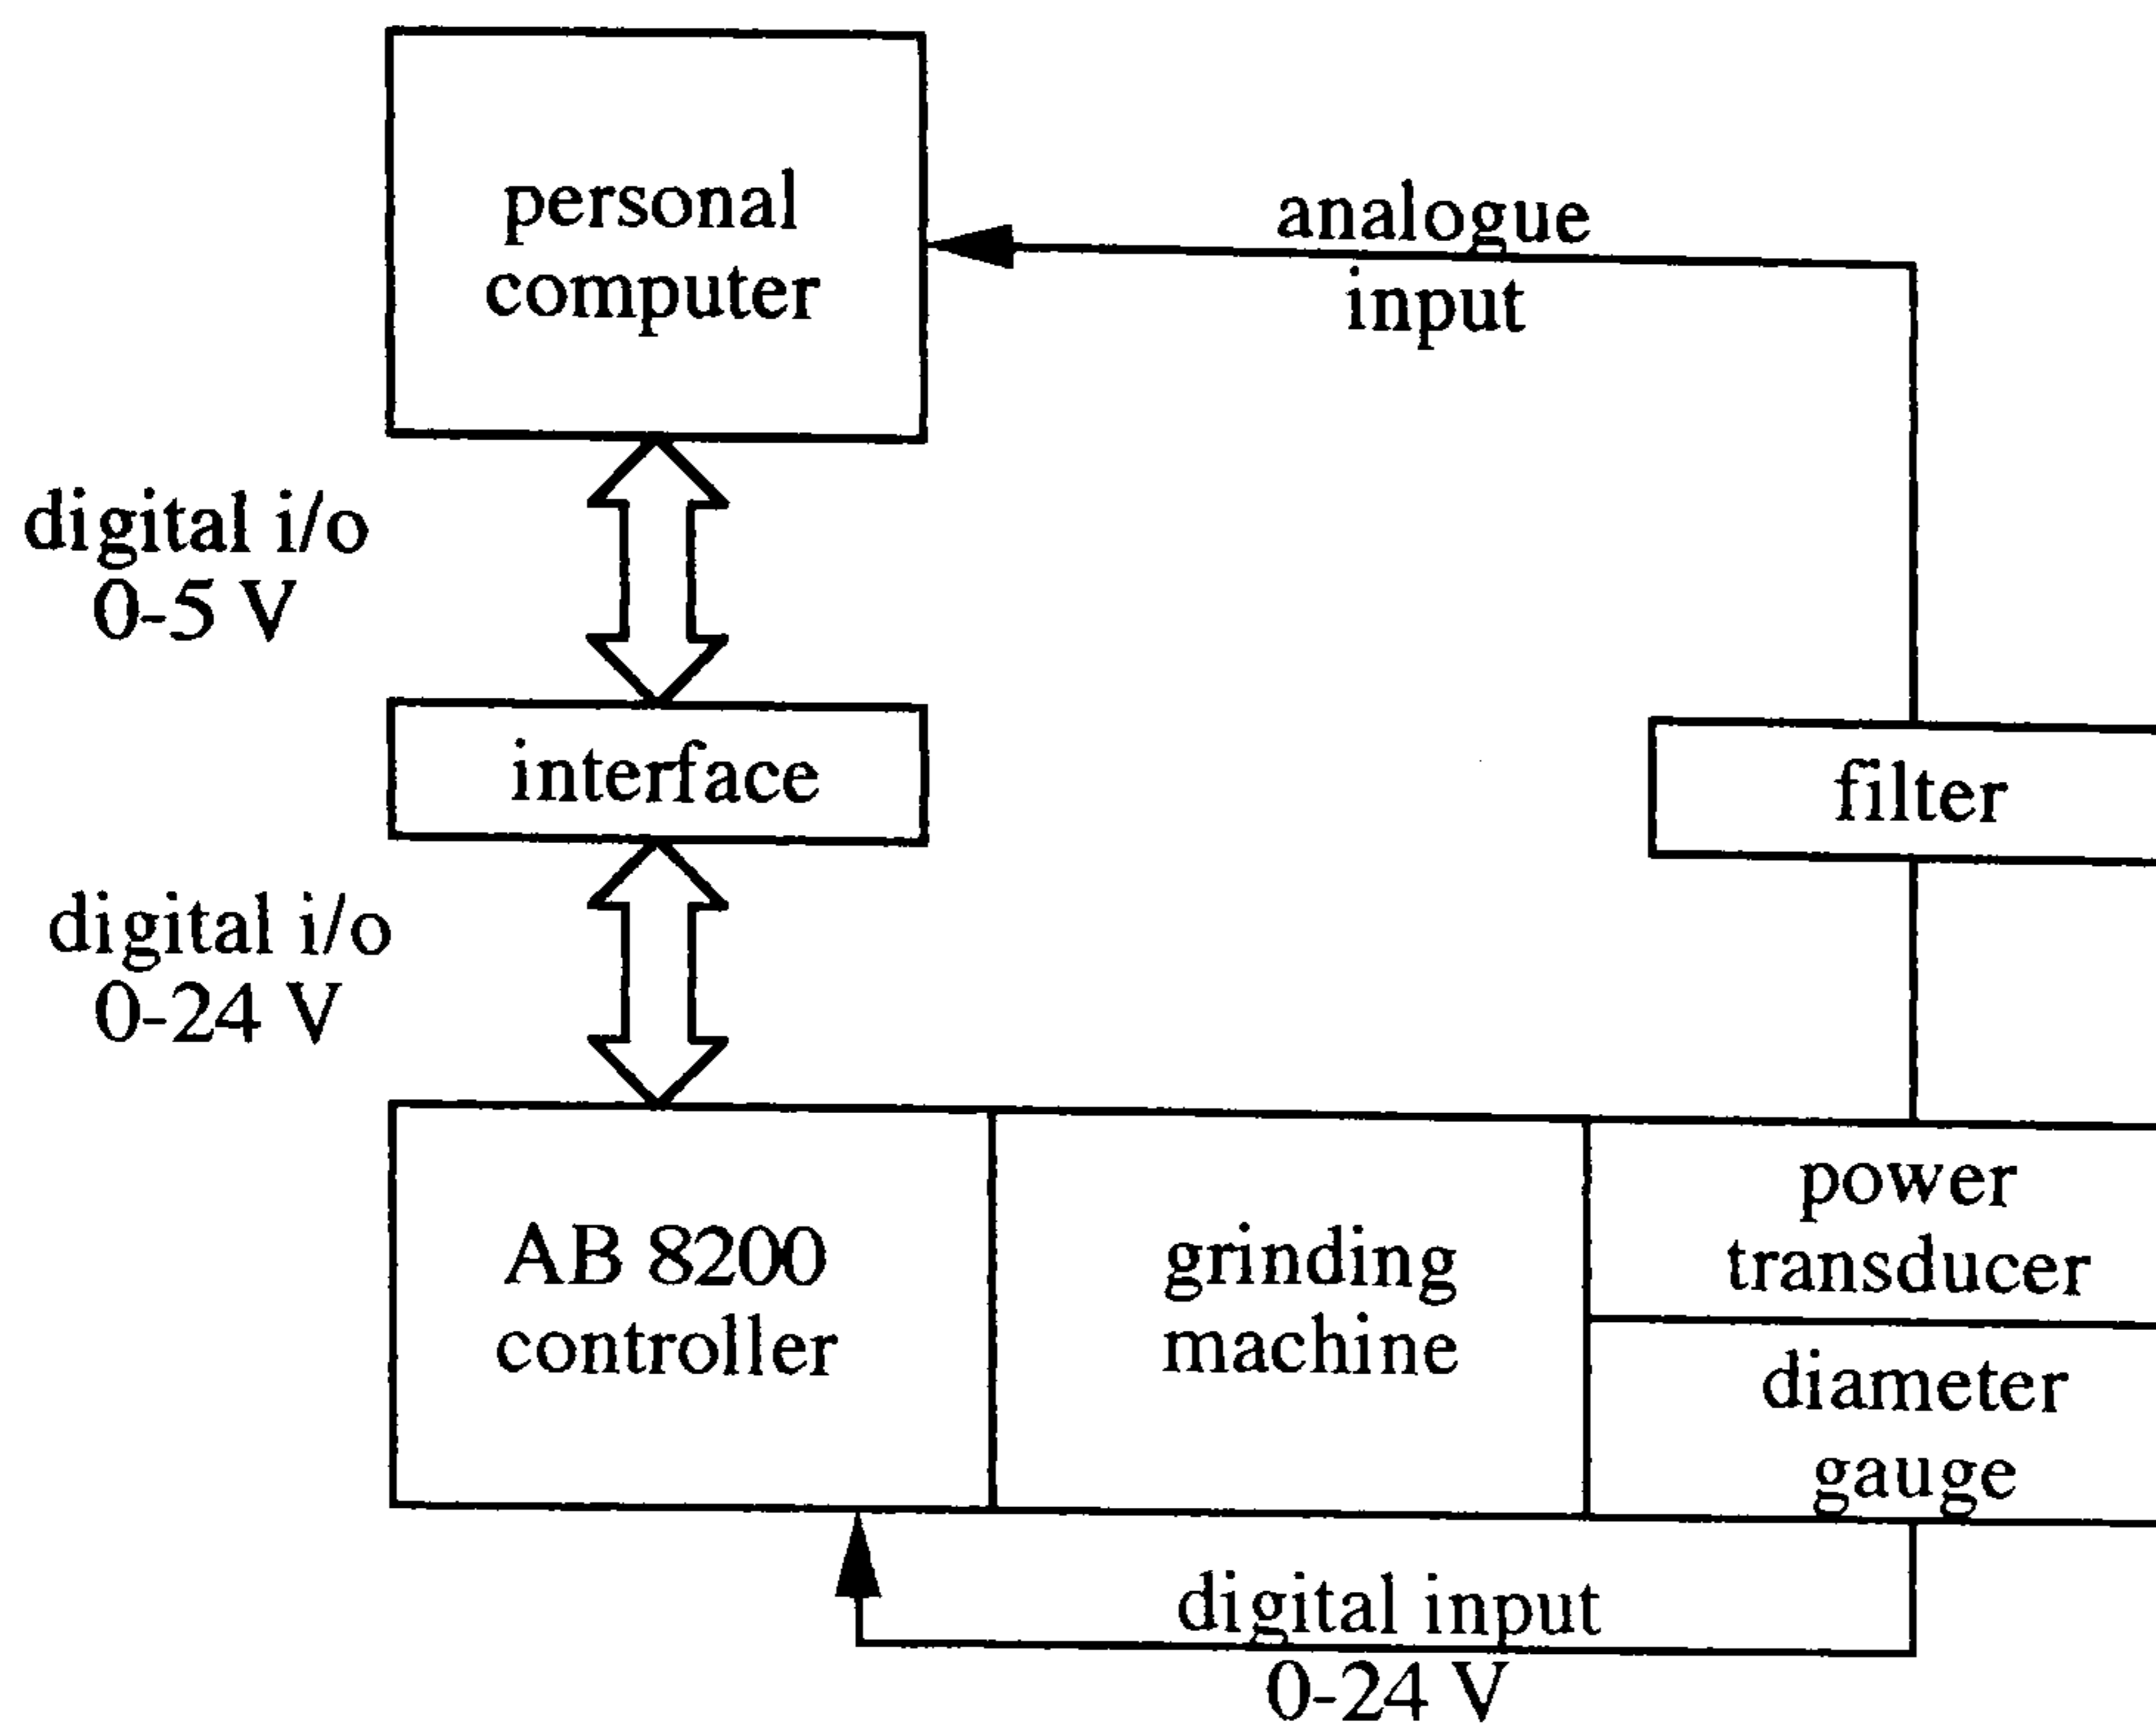 personal
computer
analogue
input
digital i/o
0-5 V
interface
filter
digital i/o
0-24 V
AB 8200
controller
grinding
machine
power
transducer
diameter
gauge
digital input
0-24 V